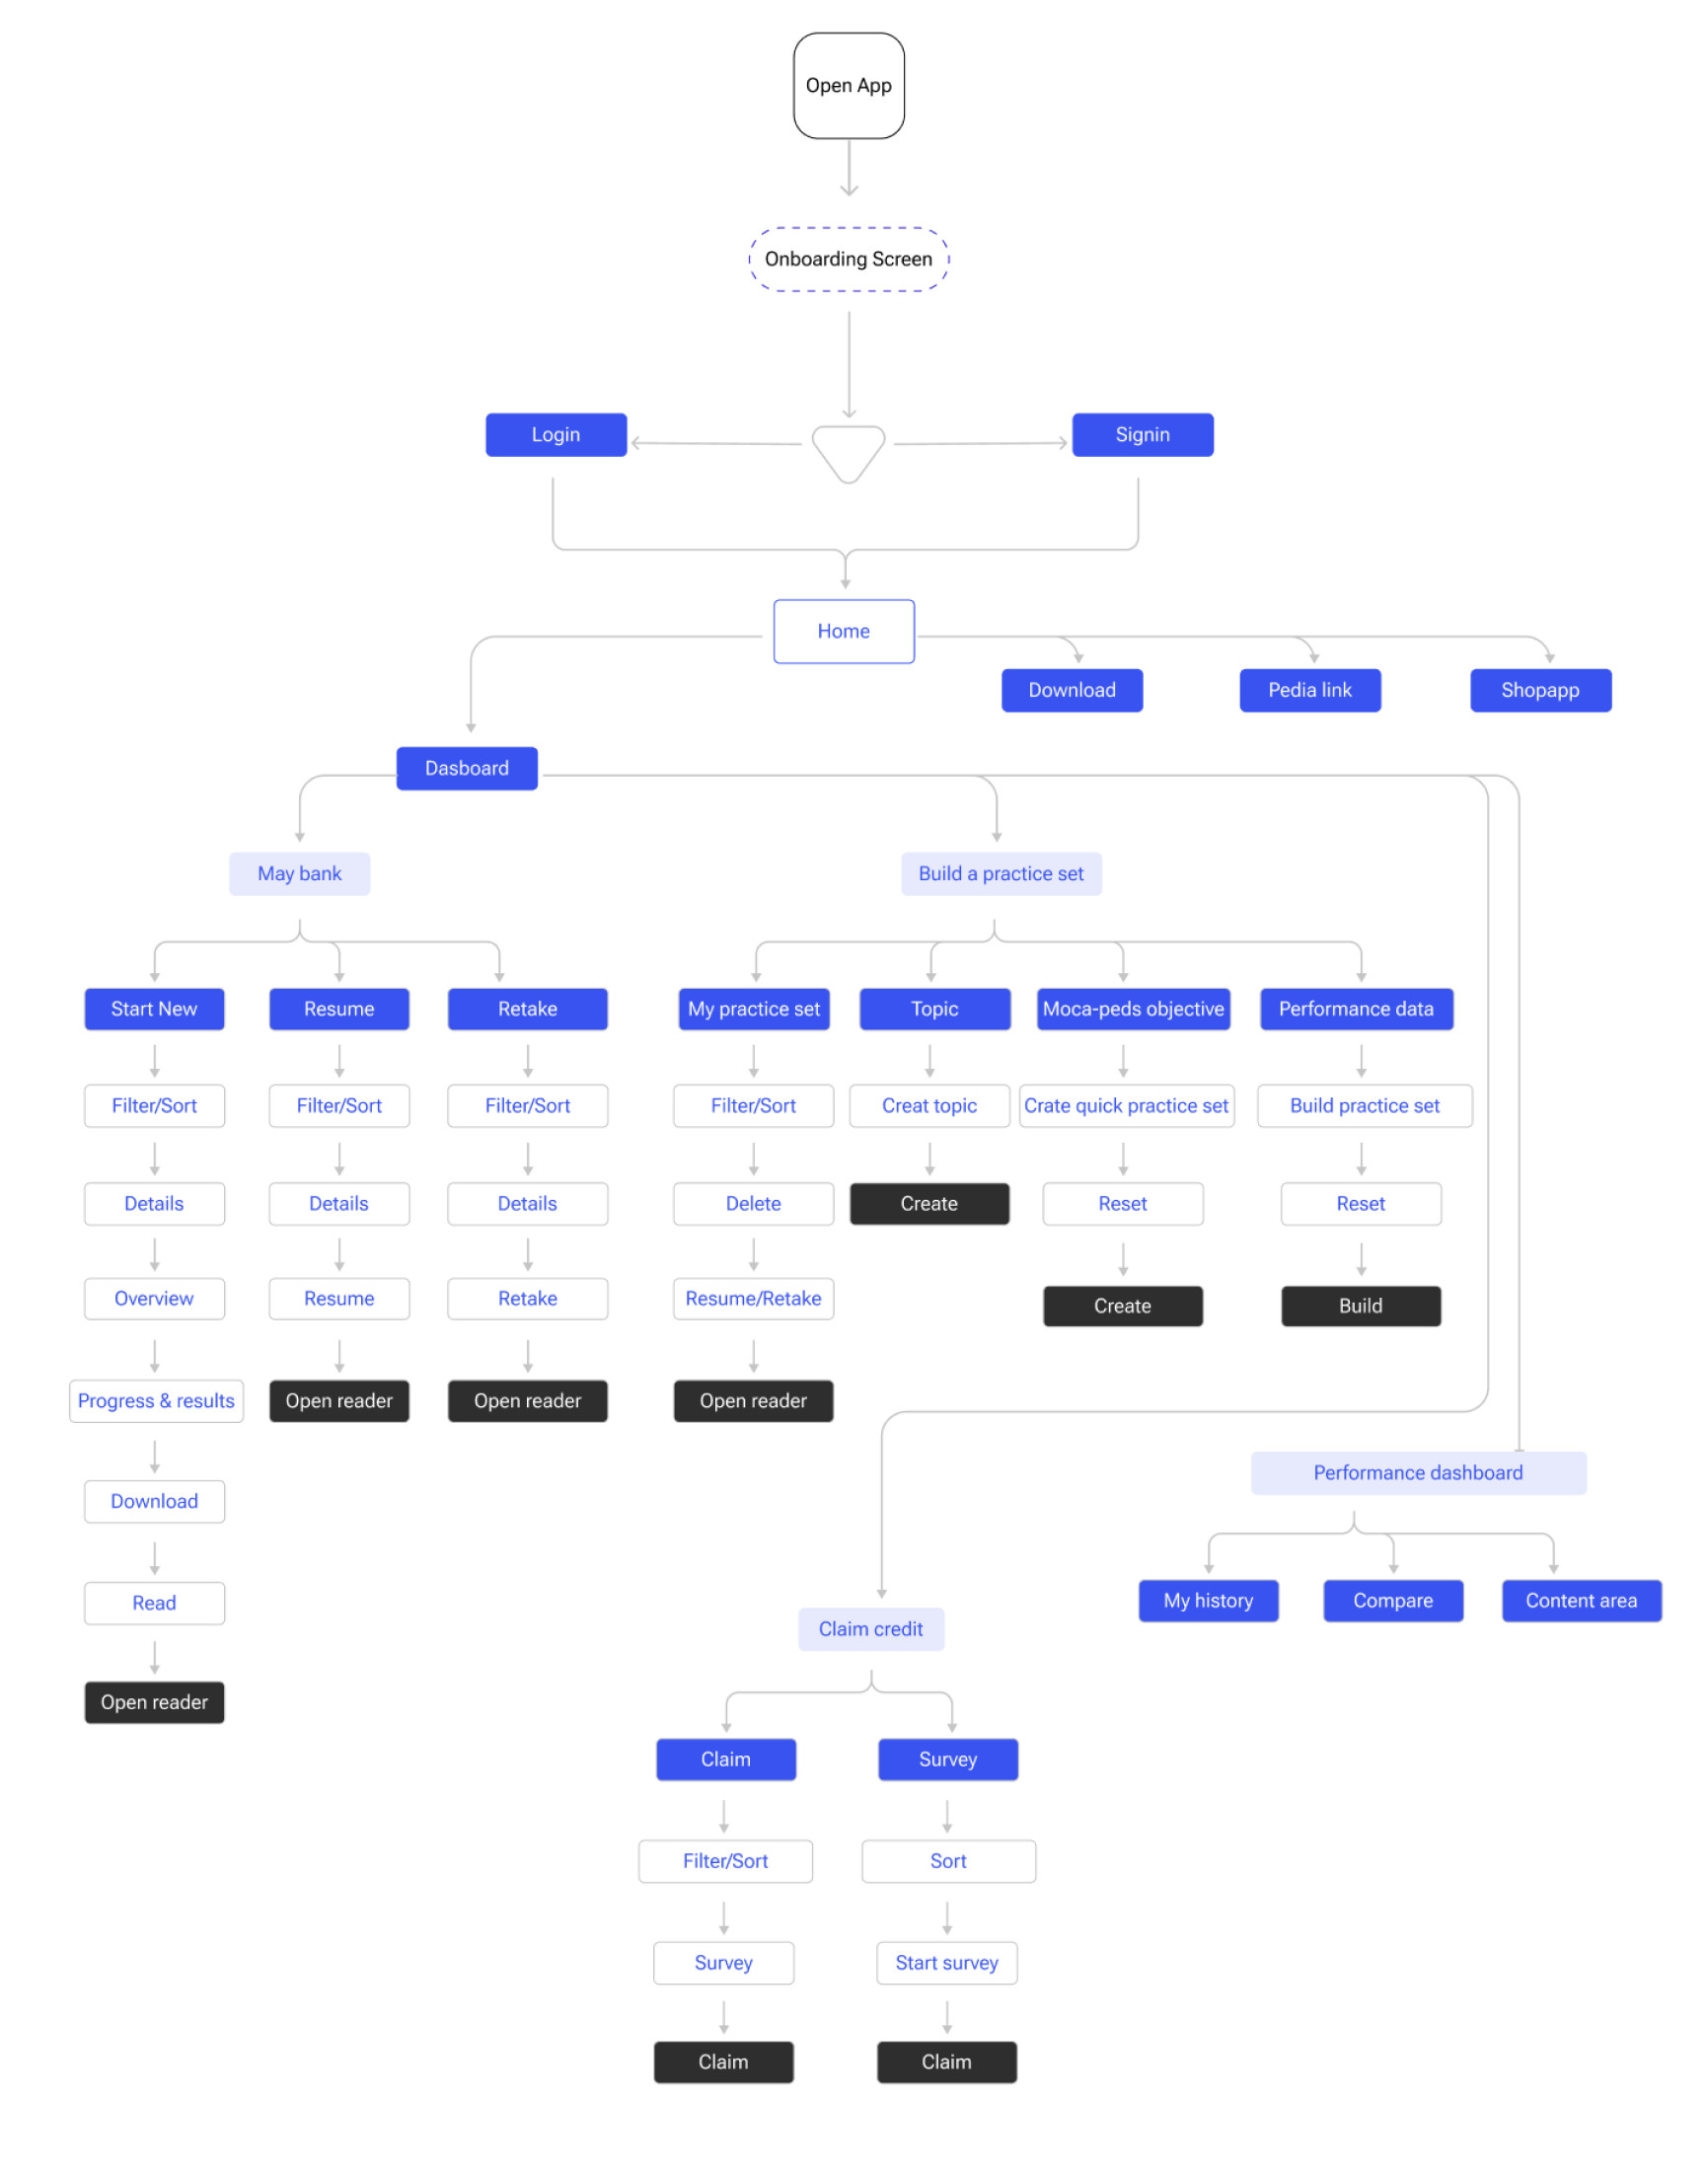 Open App
Onboarding Screen
Login
Signin
Home
Download
Pedia link
Shopapp
Dasboard
May bank
Build a practice set
Start New
Resume
Retake
My practice set
Topic
Moca-peds objective
Performance data
Filter/Sort
Filter/Sort
Filter/Sort
Filter/Sort
Creat topic
Crate quick practice set
Build practice set
Details
Details
Details
Delete
Create
Reset
Reset
Overview
Resume
Retake
Resume/Retake
Create
Build
Progress & results
Open reader
Open reader
Open reader
Performance dashboard
Download
My history
Compare
Content area
Read
Claim credit
Open reader
Claim
Survey
Filter/Sort
Sort
Survey
Start survey
Claim
Claim